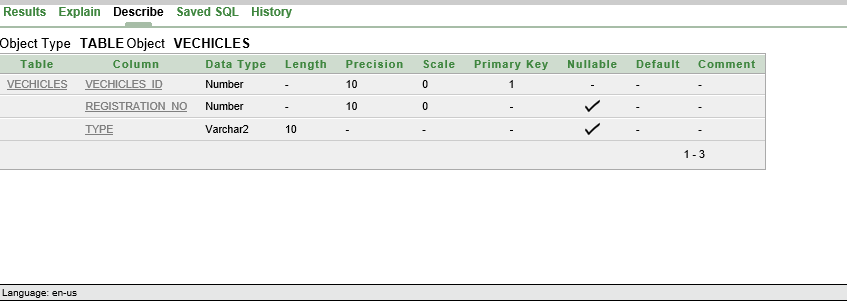 Results Explain Describe Saved SQL History
Object Type TABLE Object VECHICLES
Table Column Data Type Length Precision Scale Primary Key Nullable Default Comment
VECHICLES VECHICLES_ID Number - 10 0 1 - - -
REGISTRATION_NO Number - 10 0 - ✓ - -
TYPE Varchar2 10 - - - ✓ - -
1 - 3
Language: en-us